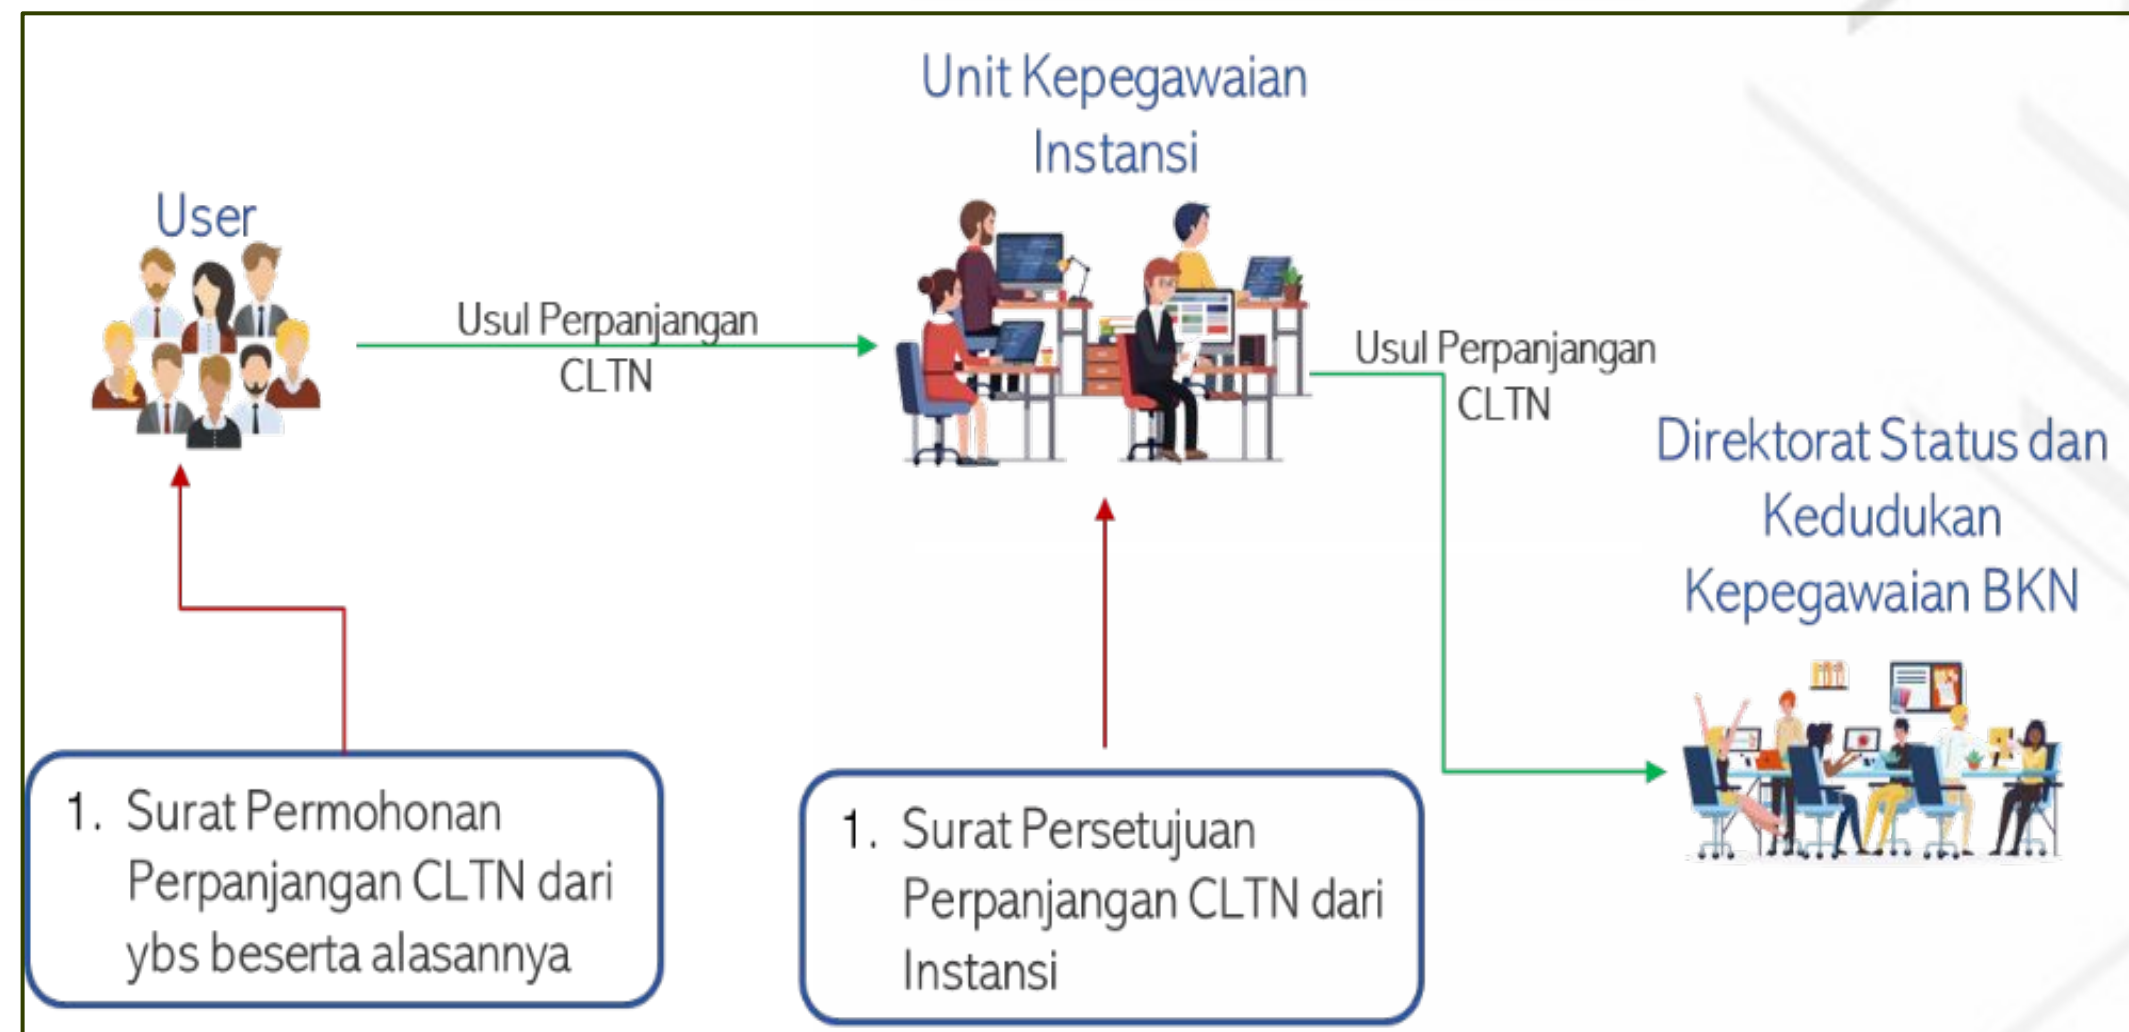 Unit Kepegawaian
Instansi
User
Usul Perpanjangan
CLTN
Usul Perpanjangan
CLTN
Direktorat Status dan
Kedudukan
Kepegawaian BKN
1. Surat Permohonan
Perpanjangan CLTN dari
ybs beserta alasannya
1. Surat Persetujuan
Perpanjangan CLTN dari
Instansi